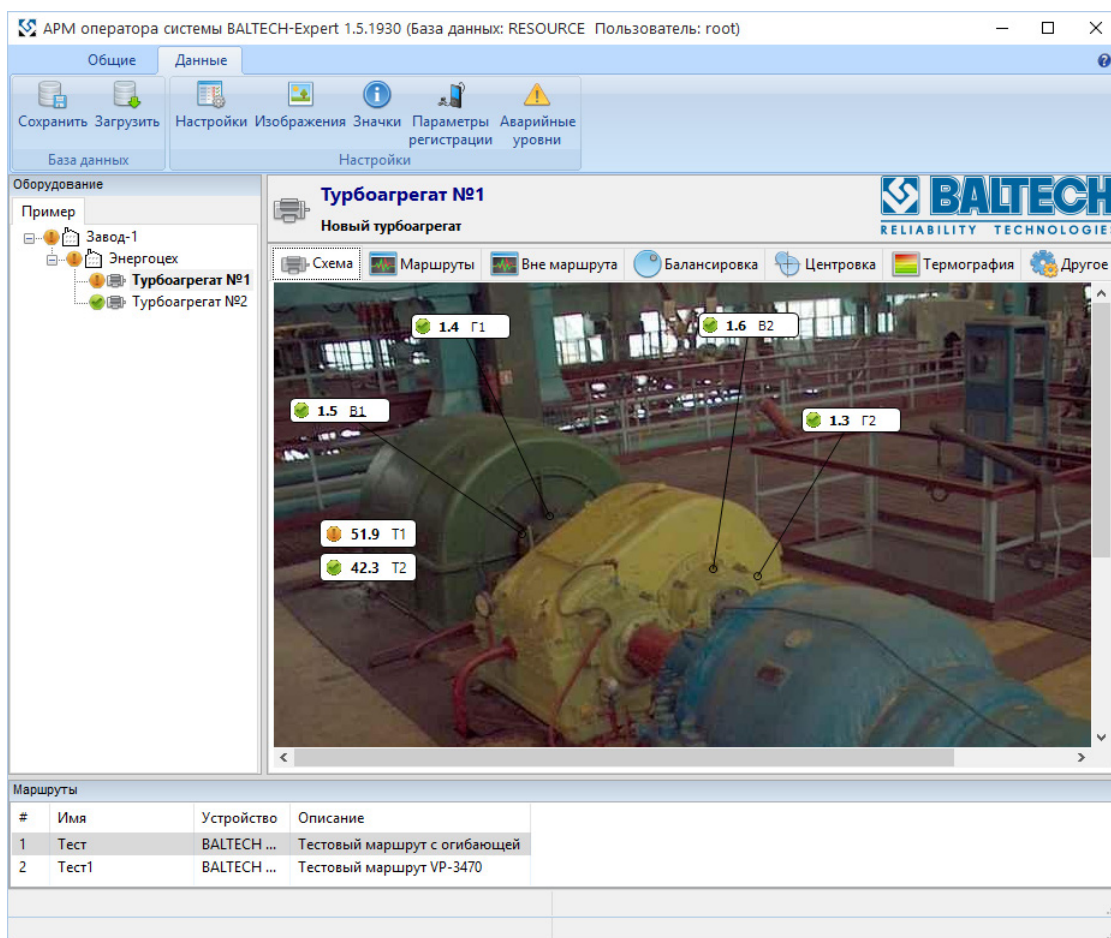 АРМ оператора системы BALTECH-Expert 1.5.1930 (База данных: RESOURCE Пользователь: root)
Общие Данные
Сохранить Загрузить Настройки Изображения Значки Параметры регистрации Аварийные уровни
База данных Настройки
Оборудование
Пример
Завод-1
Энергоцех
Турбоагрегат №1
Турбоагрегат №2
Турбоагрегат №1
Новый турбоагрегат
BALTECH
RELIABILITY TECHNOLOGIE
Схема Маршруты Вне маршрута Балансировка Центровка Термография Другое
1.4 Г1
1.6 В2
1.5 В1
1.3 Г2
51.9 Т1
42.3 Т2
Маршруты
# Имя Устройство Описание
1 Тест BALTECH ... Тестовый маршрут с огибающей
2 Тест1 BALTECH ... Тестовый маршрут VP-3470